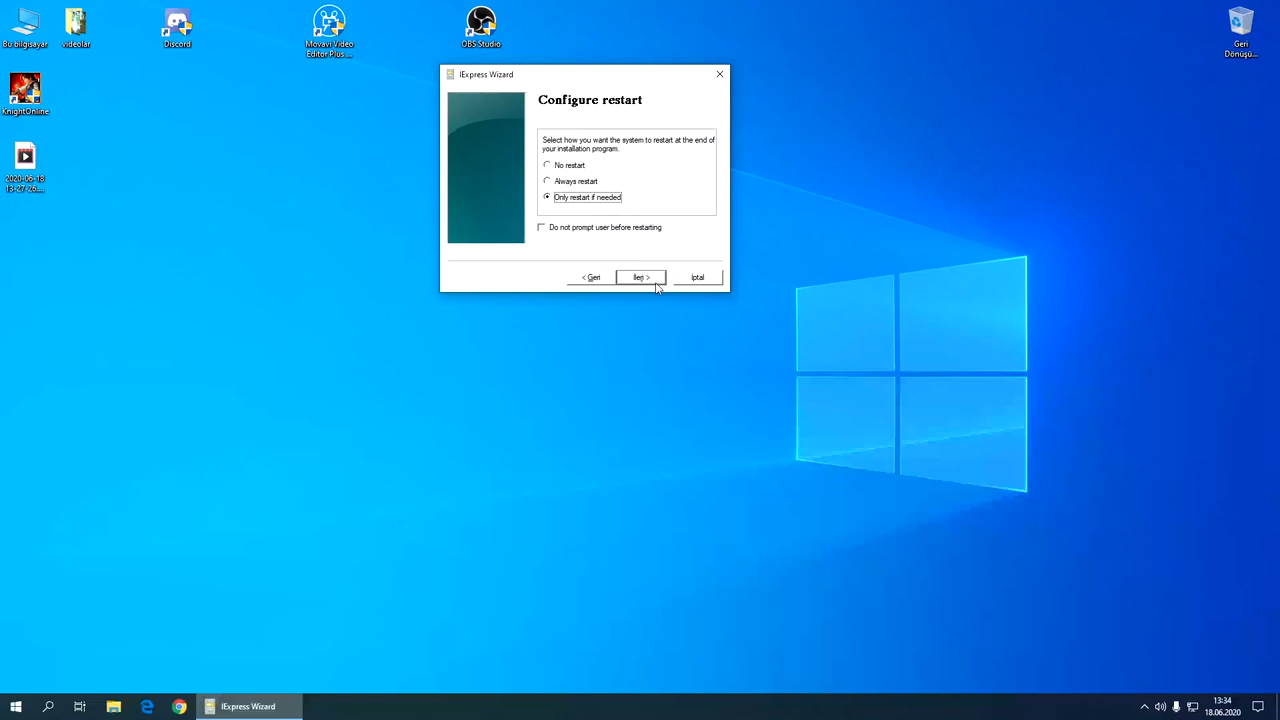 Bu bilgisayar
videolar
Discord
Movavi Video
Editor Plus ...
OBS Studio
Geri
Dönüşü...
KnightOnline
2020-06-18
13-27-26....
IExpress Wizard
Configure restart
Select how you want the system to restart at the end of
your installation program.
No restart
Always restart
Only restart if needed
Do not prompt user before restarting
< Geri
İleri >
İptal
IExpress Wizard
13:34
18.06.2020